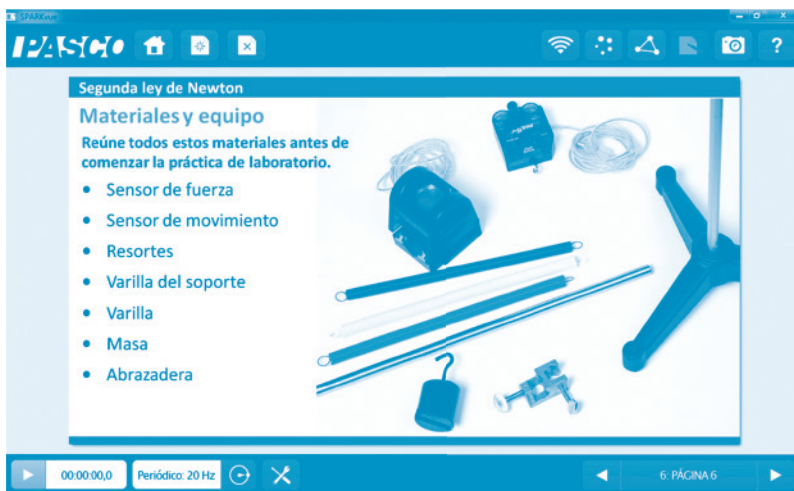 SPARKvue
PASCO
?
Segunda ley de Newton
Materiales y equipo
Reúne todos estos materiales antes de
comenzar la práctica de laboratorio.
• Sensor de fuerza
• Sensor de movimiento
• Resortes
• Varilla del soporte
• Varilla
• Masa
• Abrazadera
00:00:00,0
Periódico: 20 Hz
6: PÁGINA 6